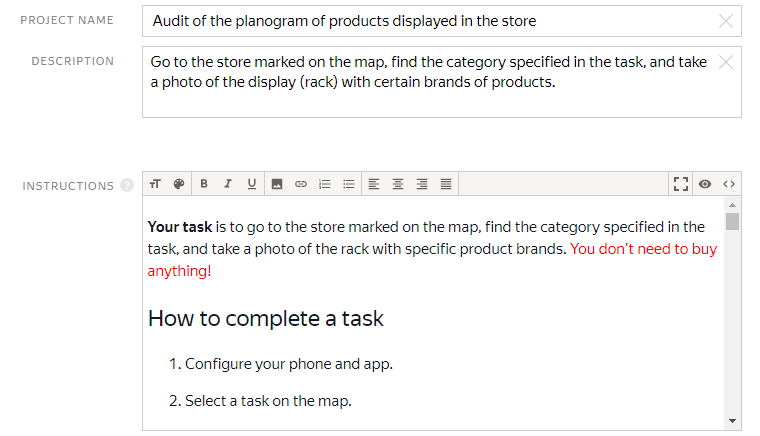 PROJECT NAME
Audit of the planogram of products displayed in the store
DESCRIPTION
Go to the store marked on the map, find the category specified in the task, and take
a photo of the display (rack) with certain brands of products.
INSTRUCTIONS ?
тT B I U <>
Your task is to go to the store marked on the map, find the category specified in the
task, and take a photo of the rack with specific product brands. You don't need to buy
anything!
How to complete a task
1. Configure your phone and app.
2. Select a task on the map.